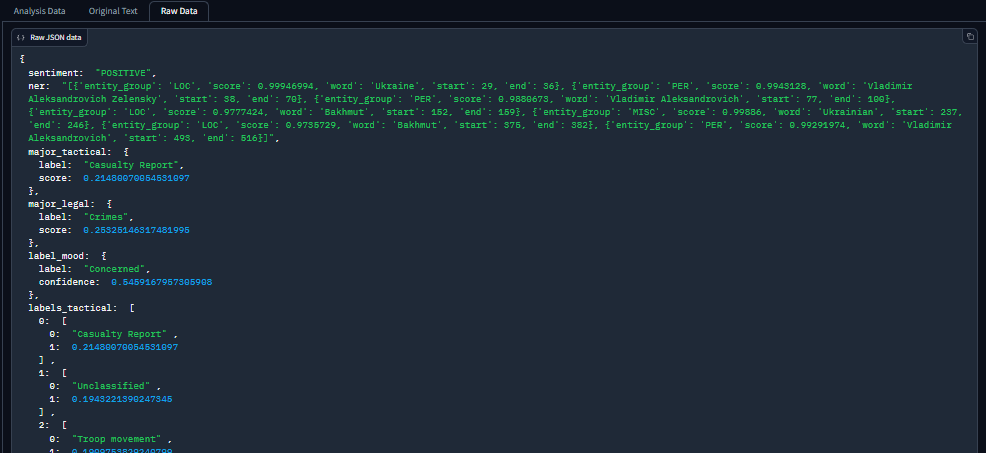 Analysis Data Original Text Raw Data
{ } Raw JSON data
{
sentiment: "POSITIVE",
ner: "[{'entity_group': 'LOC', 'score': 0.99946994, 'word': 'Ukraine', 'start': 29, 'end': 36}, {'entity_group': 'PER', 'score': 0.9943128, 'word': 'Vladimir
Aleksandrovich Zelensky', 'start': 38, 'end': 70}, {'entity_group': 'PER', 'score': 0.9880673, 'word': 'Vladimir Aleksandrovich', 'start': 77, 'end': 100},
{'entity_group': 'LOC', 'score': 0.9777424, 'word': 'Bakhmut', 'start': 152, 'end': 159}, {'entity_group': 'MISC', 'score': 0.99886, 'word': 'Ukrainian', 'start': 237,
'end': 246}, {'entity_group': 'LOC', 'score': 0.9735729, 'word': 'Bakhmut', 'start': 375, 'end': 382}, {'entity_group': 'PER', 'score': 0.99291974, 'word': 'Vladimir
Aleksandrovich', 'start': 493, 'end': 516}]",
major_tactical: {
label: "Casualty Report",
score: 0.21480070054531097
},
major_legal: {
label: "Crimes",
score: 0.25325146317481995
},
label_mood: {
label: "Concerned",
confidence: 0.5459167957305908
},
labels_tactical: [
0: [
0: "Casualty Report" ,
1: 0.21480070054531097
] ,
1: [
0: "Unclassified" ,
1: 0.1943221390247345
] ,
2: [
0: "Troop movement" ,
1: